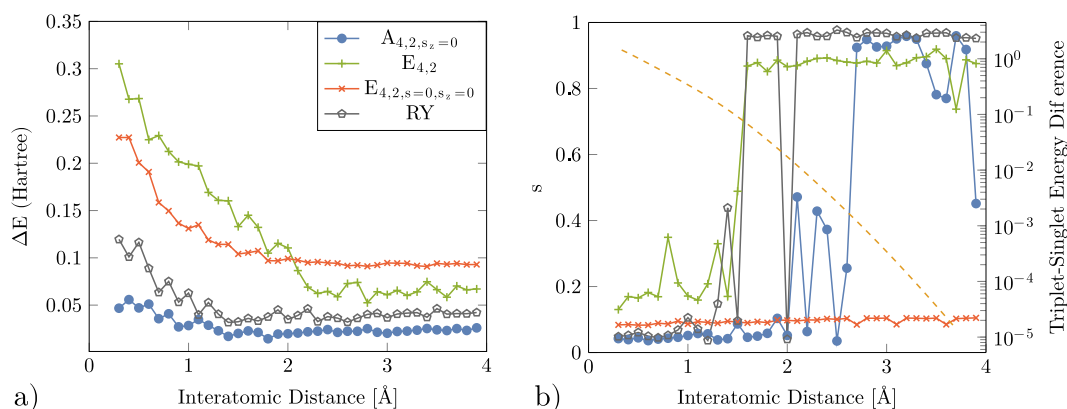 0.35
0.3
0.25
0.2
0.15
0.1
0.05
ΔE (Hartree)
0 1 2 3 4
Interatomic Distance [Å]
a)
A4,2,sz=0
E4,2
E4,2,s=0,sz=0
RY
1
0.8
0.6
0.4
0.2
0
s
0 1 2 3 4
Interatomic Distance [Å]
b)
10^0
10^-1
10^-2
10^-3
10^-4
10^-5
Triplet-Singlet Energy Dif erence